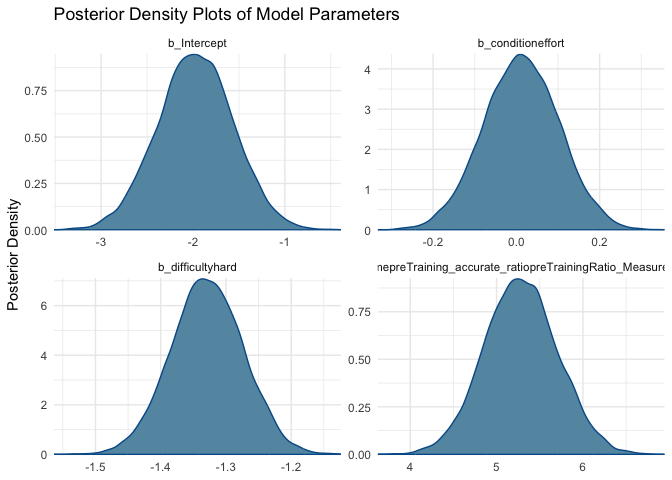 Posterior Density Plots of Model Parameters
b_Intercept
b_conditioneffort
0.75
0.50
0.25
0.00
-3 -2 -1
4
3
2
1
0
-0.2 0.0 0.2
Posterior Density
b_difficultyhard
nepreTraining_accurate_ratiopreTrainingRatio_Measure
6
4
2
0
-1.5 -1.4 -1.3 -1.2
0.75
0.50
0.25
0.00
4 5 6